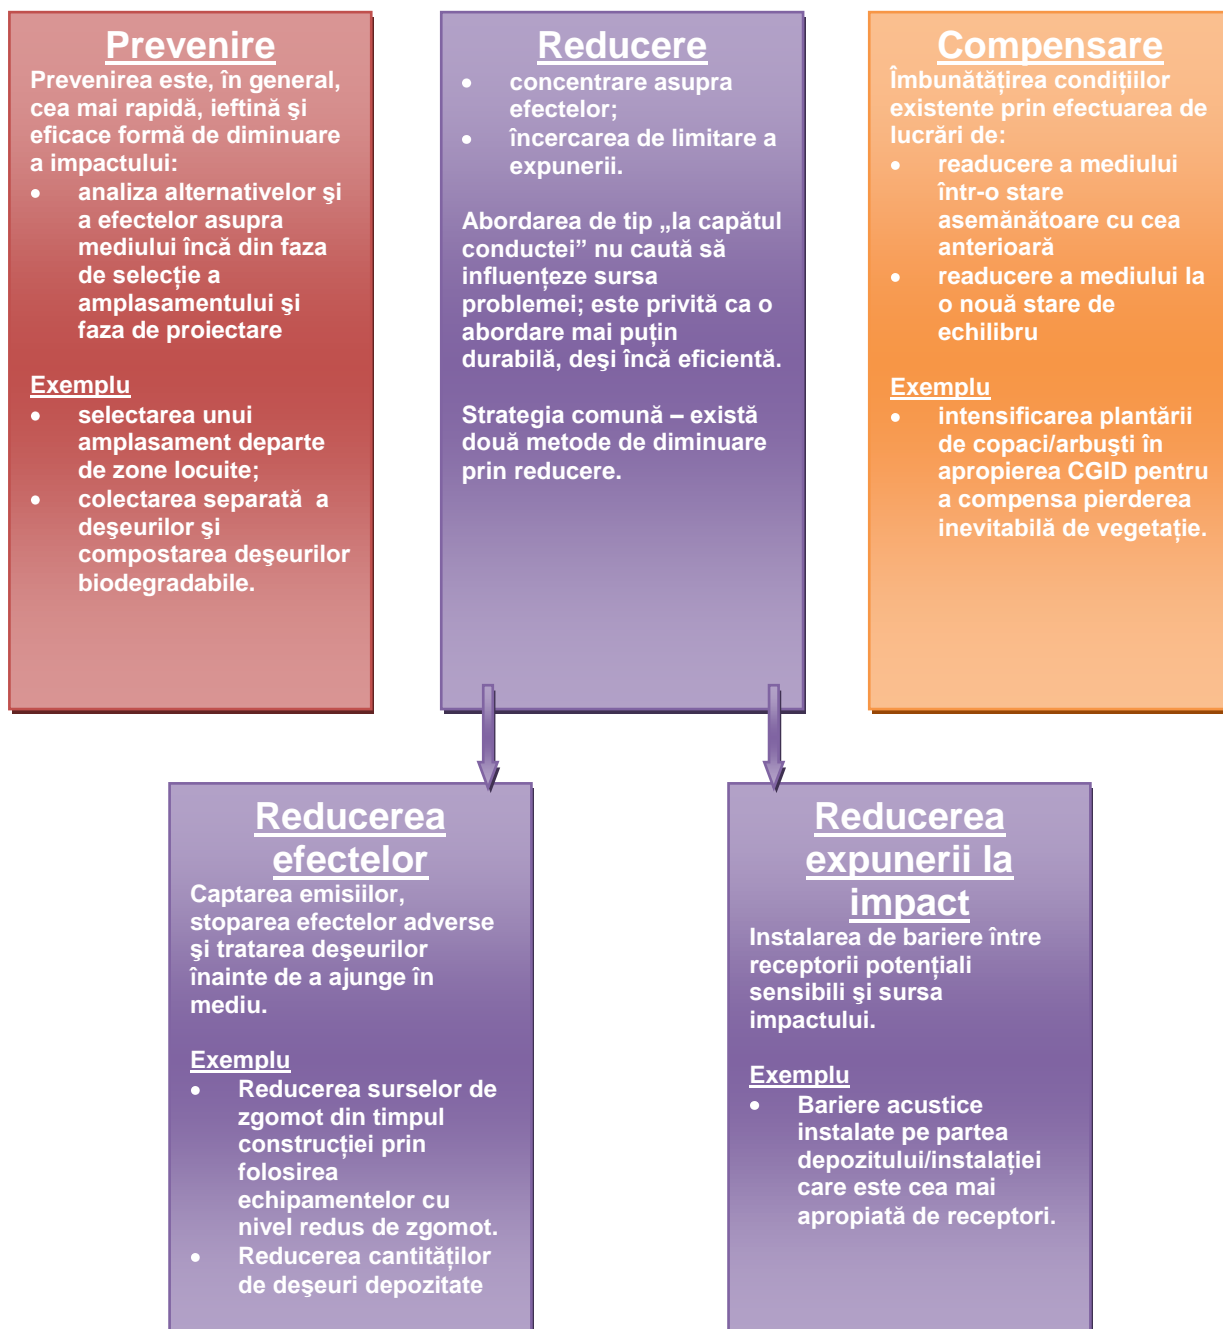 Prevenire
Prevenirea este, în general,
cea mai rapidă, ieftină şi
eficace formă de diminuare
a impactului:
• analiza alternativelor şi
a efectelor asupra
mediului încă din faza
de selecţie a
amplasamentului şi
faza de proiectare
Exemplu
• selectarea unui
amplasament departe
de zone locuite;
• colectarea separată a
deşeurilor şi
compostarea deşeurilor
biodegradabile.
Reducere
• concentrare asupra
efectelor;
• încercarea de limitare a
expunerii.
Abordarea de tip „la capătul
conductei” nu caută să
influenţeze sursa
problemei; este privită ca o
abordare mai puţin
durabilă, deşi încă eficientă.
Strategia comună – există
două metode de diminuare
prin reducere.
Compensare
Îmbunătăţirea condiţiilor
existente prin efectuarea de
lucrări de:
• readucere a mediului
într-o stare
asemănătoare cu cea
anterioară
• readucere a mediului la
o nouă stare de
echilibru
Exemplu
• intensificarea plantării
de copaci/arbuşti în
apropierea CGID pentru
a compensa pierderea
inevitabilă de vegetaţie.
Reducerea
efectelor
Captarea emisiilor,
stoparea efectelor adverse
şi tratarea deşeurilor
înainte de a ajunge în
mediu.
Exemplu
• Reducerea surselor de
zgomot din timpul
construcţiei prin
folosirea
echipamentelor cu
nivel redus de zgomot.
• Reducerea cantităţilor
de deşeuri depozitate
Reducerea
expunerii la
impact
Instalarea de bariere între
receptorii potenţiali
sensibili şi sursa
impactului.
Exemplu
• Bariere acustice
instalate pe partea
depozitului/instalaţiei
care este cea mai
apropiată de receptori.